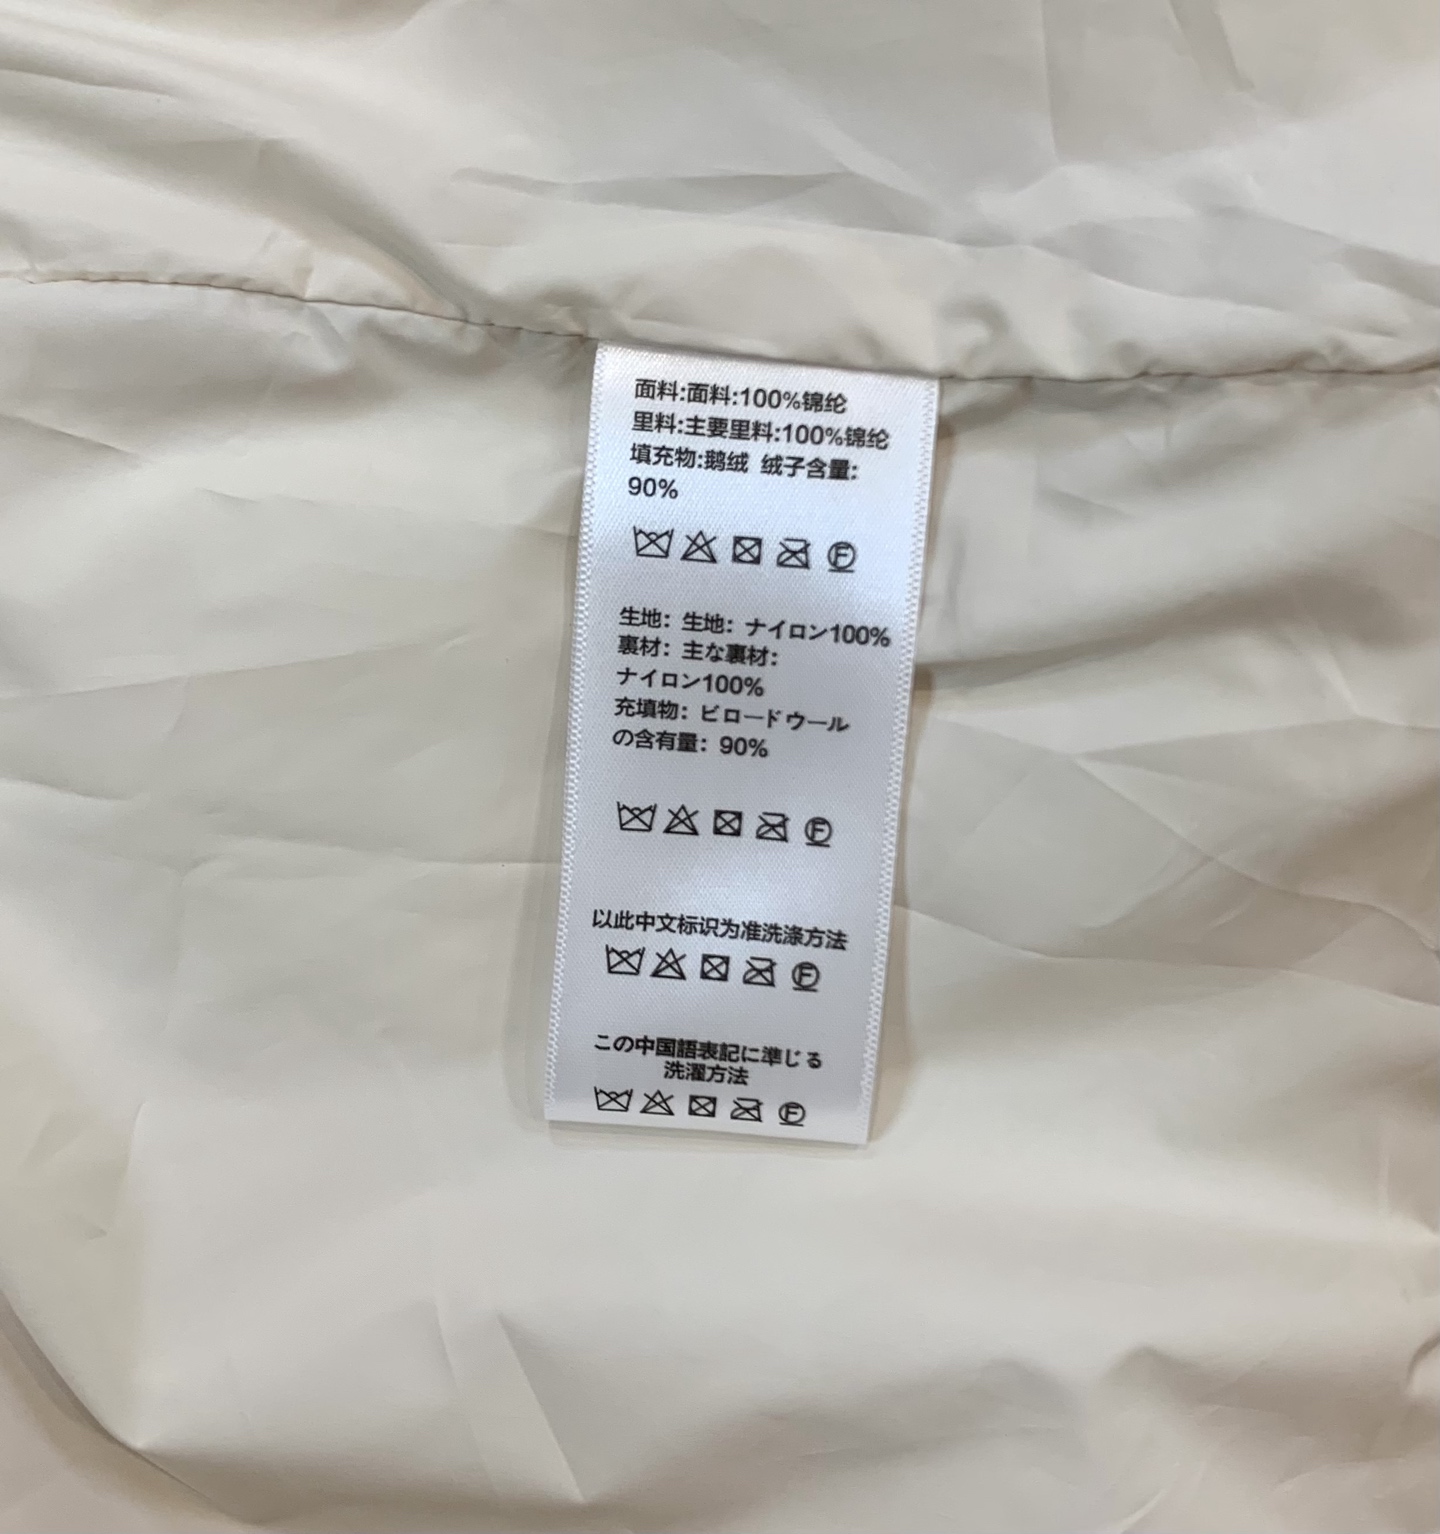 面料:面料:100%锦纶
里料:主要里料:100%锦纶
填充物:鹅绒 绒子含量:
90%
F
生地: 生地: ナイロン100%
裏材: 主な裏材:
ナイロン100%
充填物: ビロードウール
の含有量: 90%
F
以此中文标识为准洗涤方法
F
この中国語表記に準じる
洗濯方法
F